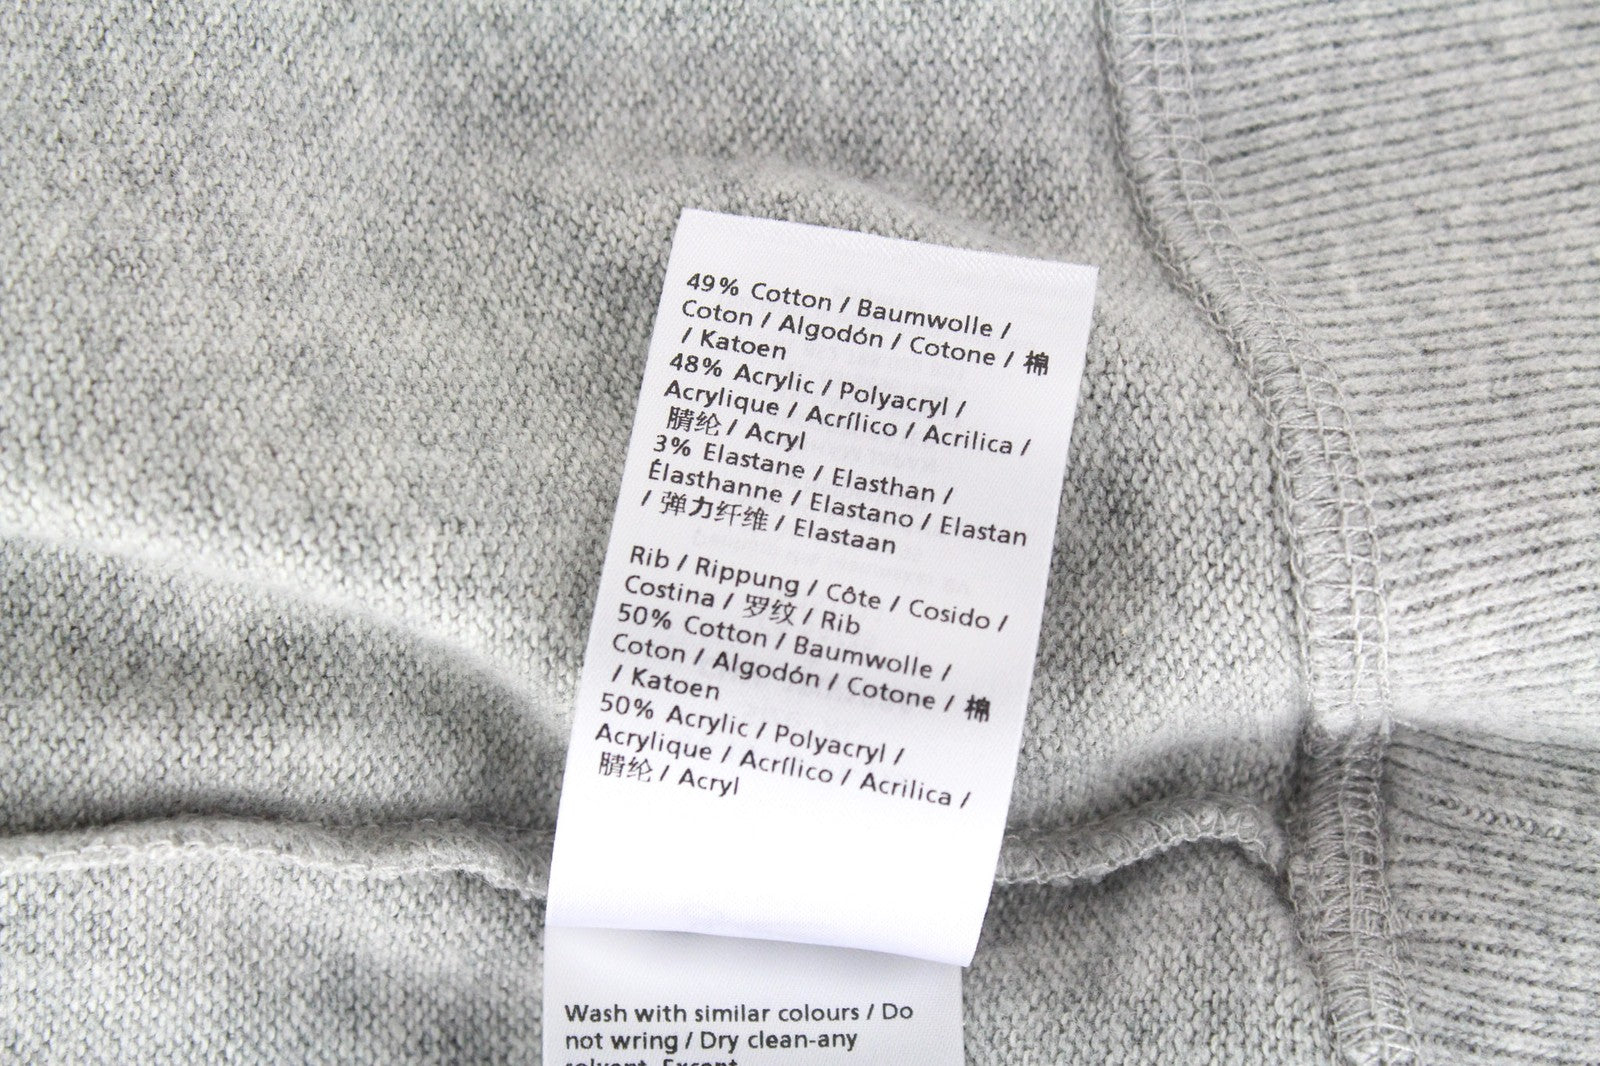 49% Cotton / Baumwolle /
Coton / Algodón / Cotone / 棉
/ Katoen
48% Acrylic / Polyacryl /
Acrylique / Acrílico / Acrilica /
腈纶 / Acryl
3% Elastane / Elasthan /
Élasthanne / Elastano / Elastan
/ 弹力纤维 / Elastaan
Rib / Rippung / Côte / Cosido /
Costina / 罗纹 / Rib
50% Cotton / Baumwolle /
Coton / Algodón / Cotone / 棉
/ Katoen
50% Acrylic / Polyacryl /
Acrylique / Acrílico / Acrilica /
腈纶 / Acryl
Wash with similar colours / Do
not wring / Dry clean-any
solvent. Except